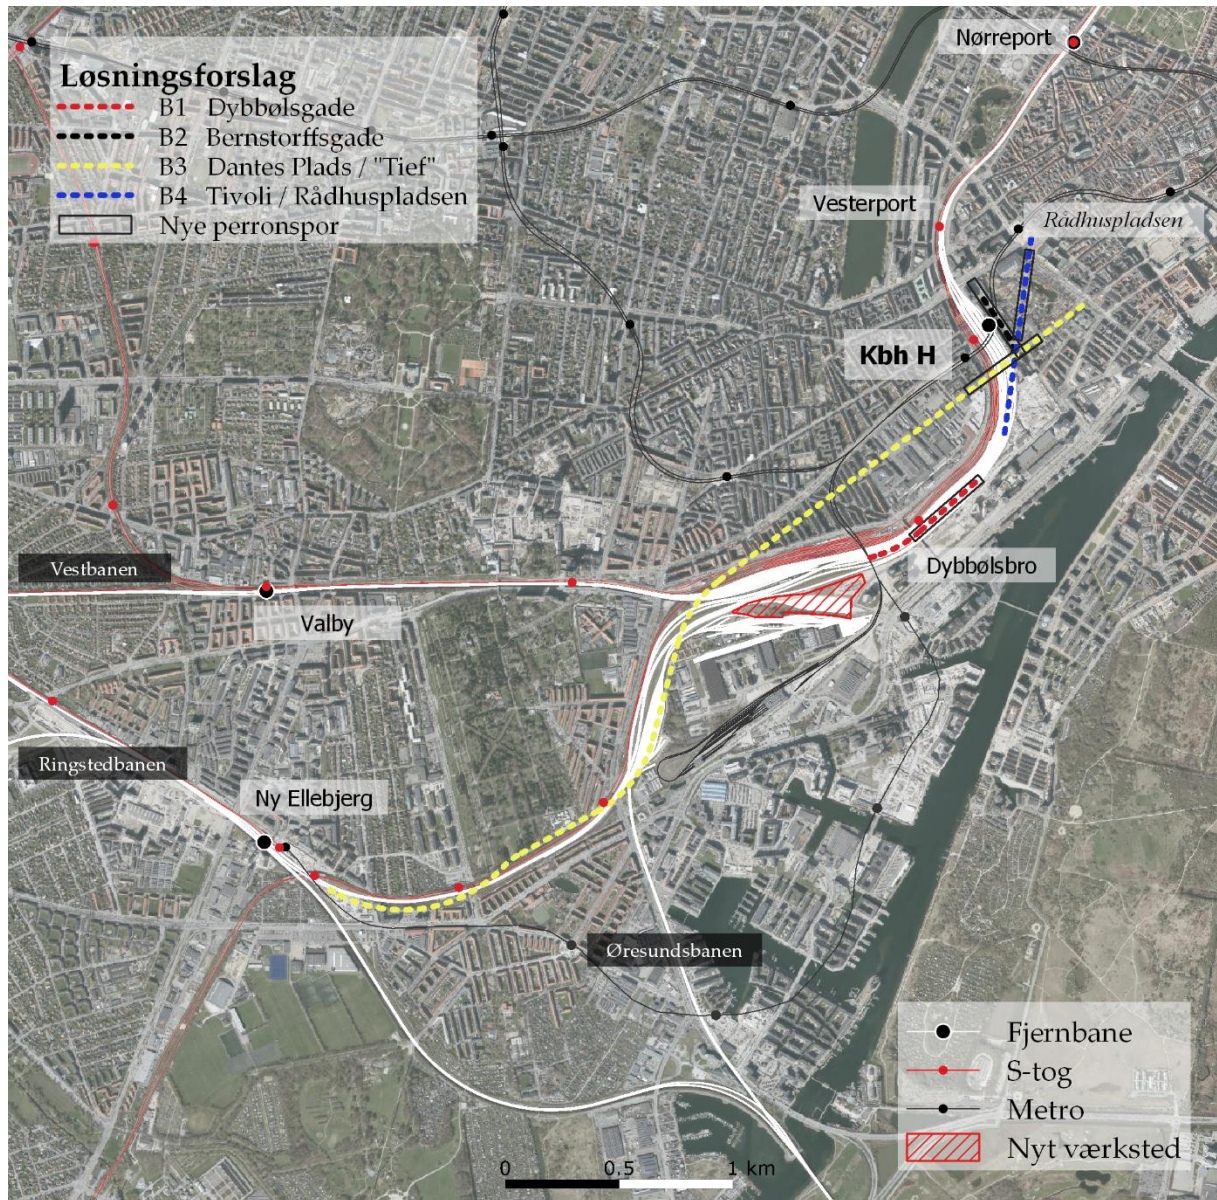 Nørreport
Løsningsforslag
B1 Dybbølsgade
B2 Bernstorffsgade
B3 Dantes Plads / "Tief"
B4 Tivoli / Rådhuspladsen
Nye perronspor
Vesterport
Rådhuspladsen
Kbh H
Vestbanen
Dybbølsbro
Valby
Ringstedbanen
Ny Ellebjerg
Øresundsbanen
Fjernbane
S-tog
Metro
Nyt værksted
0 0.5 1 km